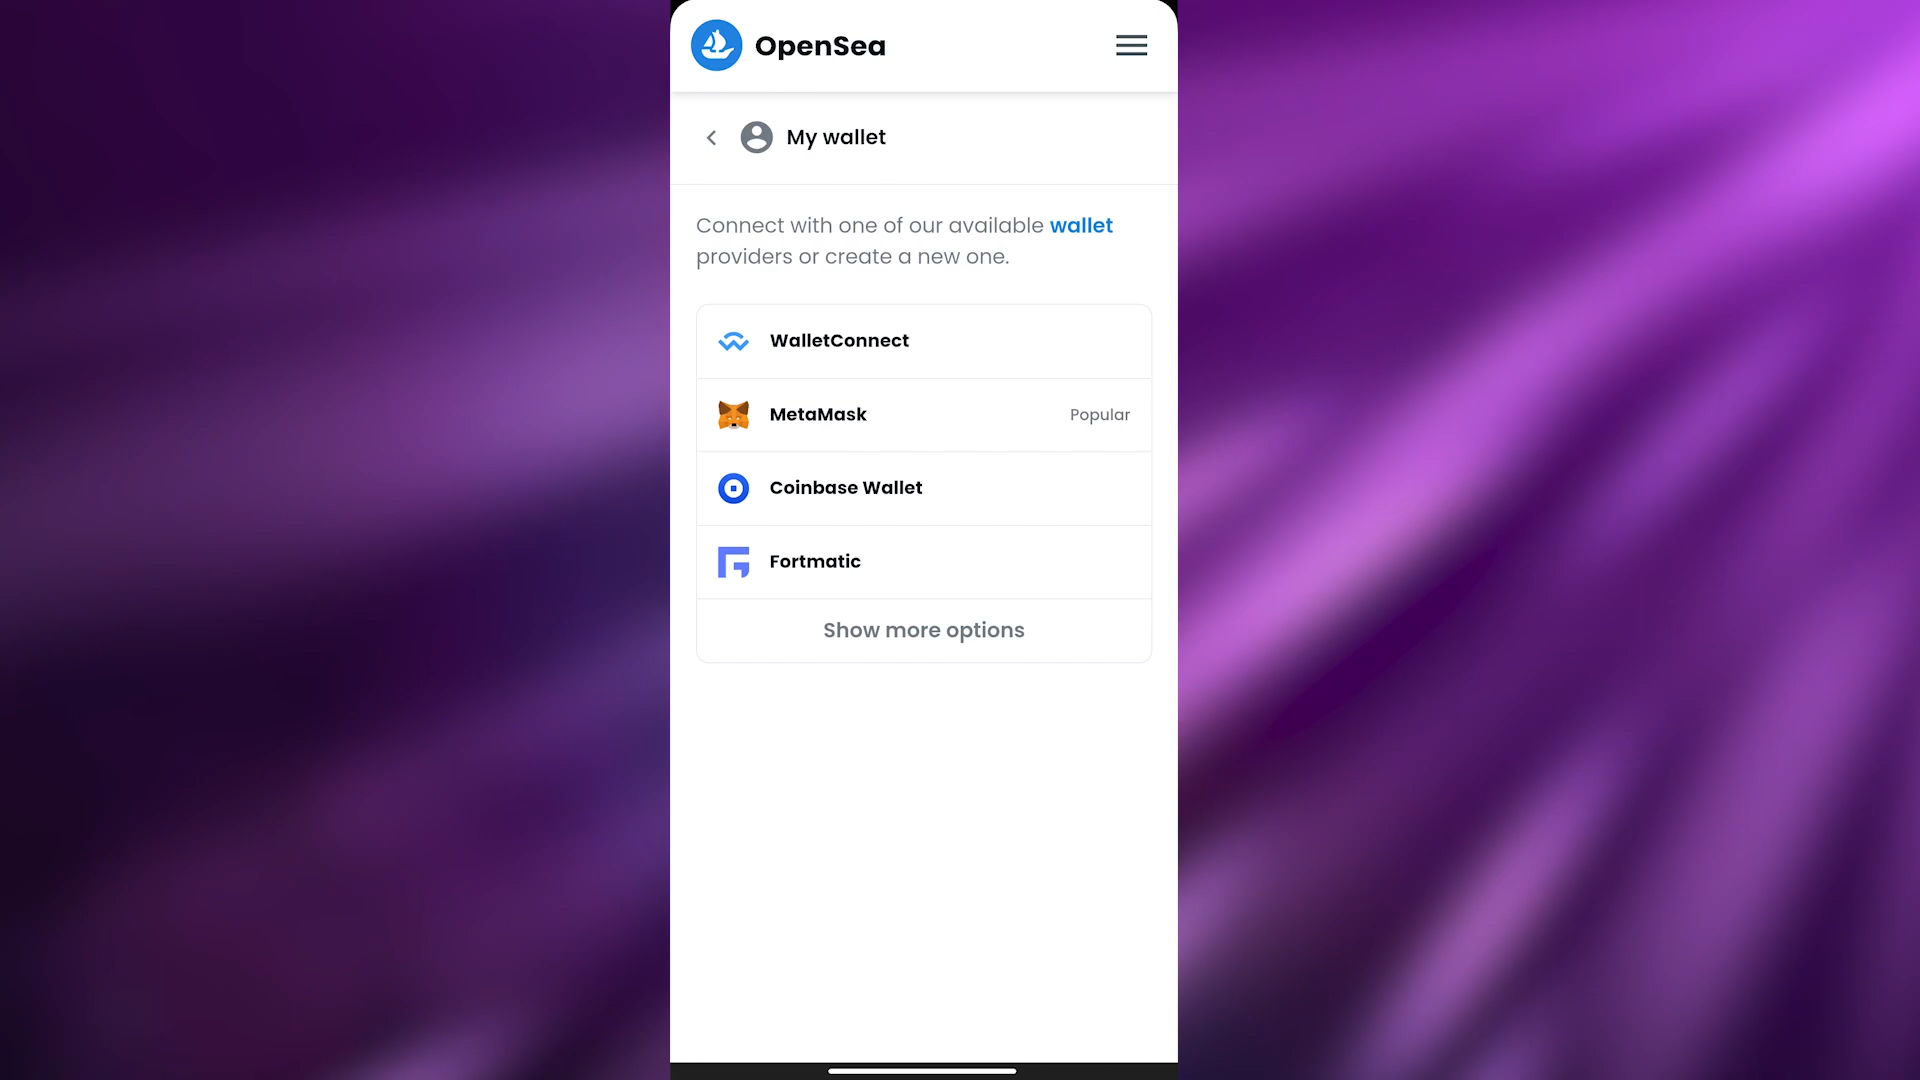 OpenSea
My wallet
Connect with one of our available wallet
providers or create a new one.
WalletConnect
MetaMask Popular
Coinbase Wallet
Fortmatic
Show more options